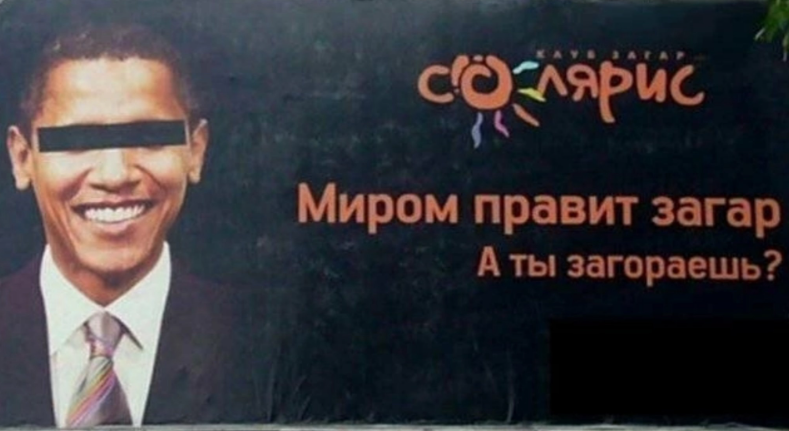 КЛУБ ЗАГАР
СОЛЯРИС
Миром правит загар
А ты загораешь?